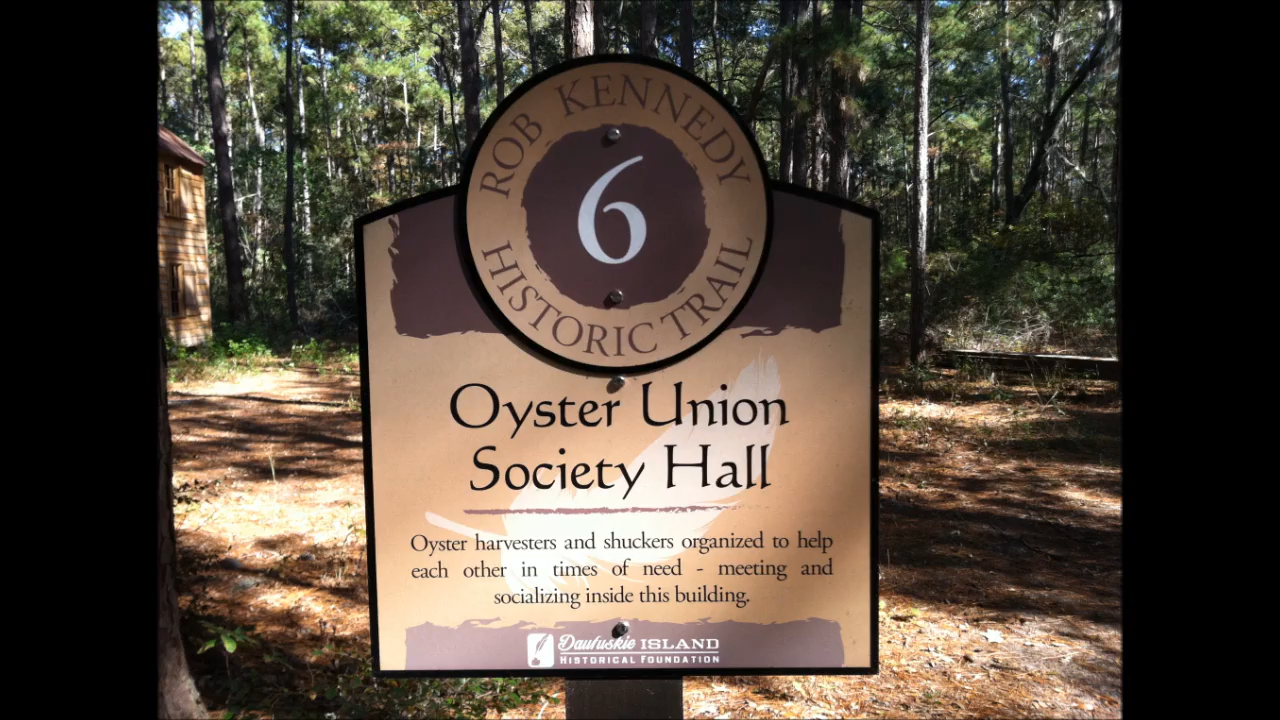 ROB KENNEDY
6
HISTORIC TRAIL
Oyster Union
Society Hall
Oyster harvesters and shuckers organized to help
each other in times of need - meeting and
socializing inside this building.
Daufuskie ISLAND
HISTORICAL FOUNDATION